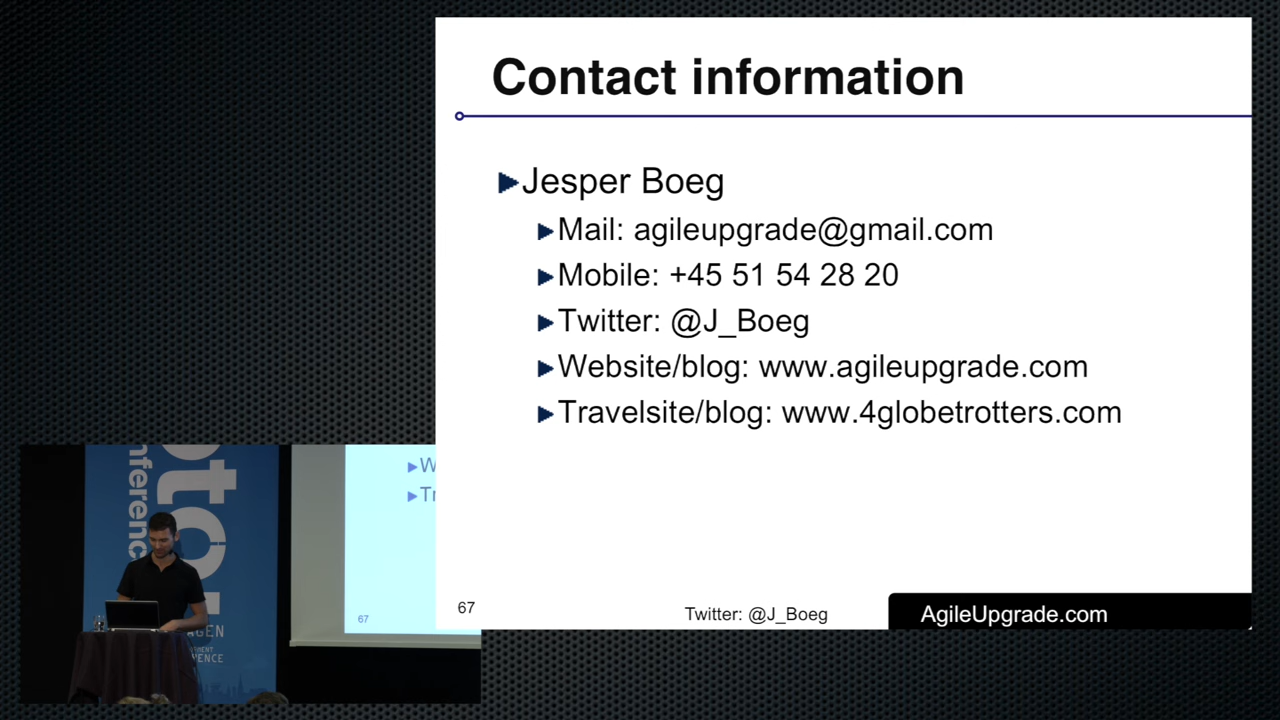 Contact information
▶Jesper Boeg
▶Mail: agileupgrade@gmail.com
▶Mobile: +45 51 54 28 20
▶Twitter: @J_Boeg
▶Website/blog: www.agileupgrade.com
▶Travelsite/blog: www.4globetrotters.com
67
Twitter: @J_Boeg
AgileUpgrade.com
▶W
▶Tr
67